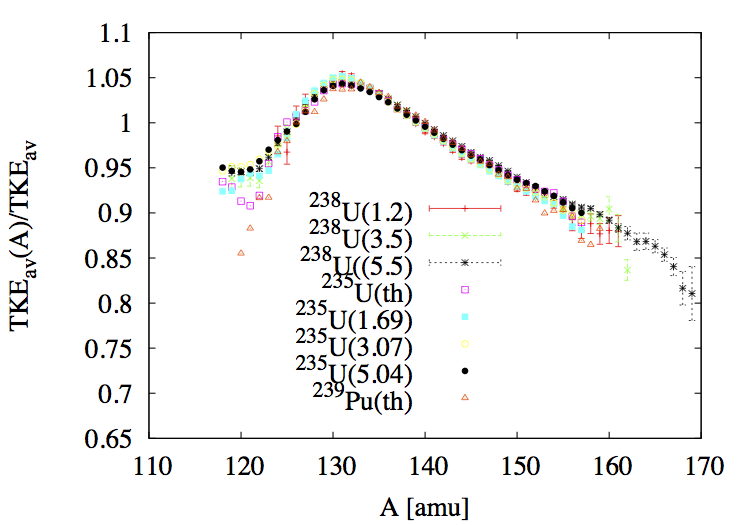 TKEav(A)/TKEav
1.1
1.05
1
0.95
0.9
0.85
0.8
0.75
0.7
0.65
238U(1.2)
238U(3.5)
238U((5.5)
235U(th)
235U(1.69)
235U(3.07)
235U(5.04)
239Pu(th)
110 120 130 140 150 160 170
A [amu]